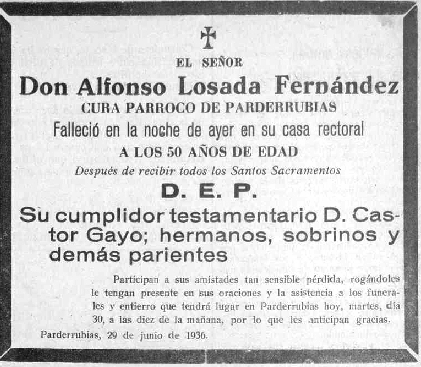 EL SEÑOR
Don Alfonso Losada Fernández
CURA PARROCO DE PARDERRUBIAS
Falleció en la noche de ayer en su casa rectoral
A LOS 50 AÑOS DE EDAD
Después de recibir todos los Santos Sacramentos
D. E. P.
Su cumplidor testamentario D. Cas-
tor Gayo; hermanos, sobrinos y
demás parientes
Participan a sus amistades tan sensible pérdida, rogándoles
le tengan presente en sus oraciones y la asistencia a los funera-
les y entierro que tendrá lugar en Parderrubias hoy, martes, día
30, a las diez de la mañana, por lo que les anticipan gracias.
Parderrubias, 29 de junio de 1936.